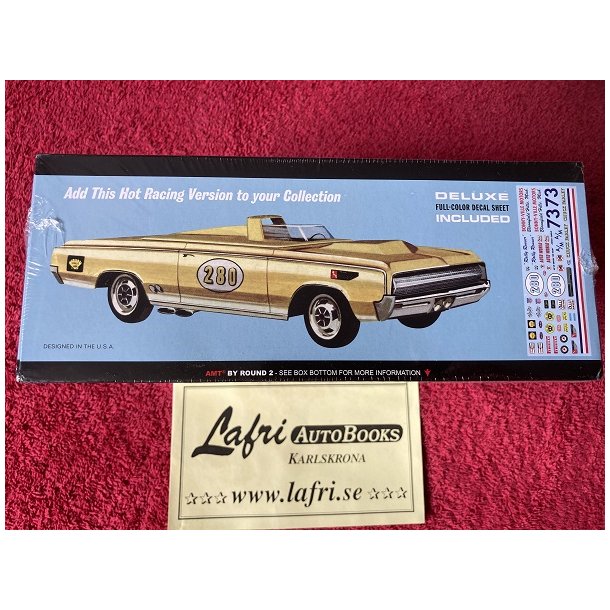 Add This Hot Racing Version to your Collection
DELUXE
FULL-COLOR DECAL SHEET
INCLUDED
7373
280
280
DESIGNED IN THE U.S.A.
AMT® BY ROUND 2 - SEE BOX BOTTOM FOR MORE INFORMATION
Lafri AUTOBOOKS
KARLSKRONA
☆☆☆ www.lafri.se ☆☆☆